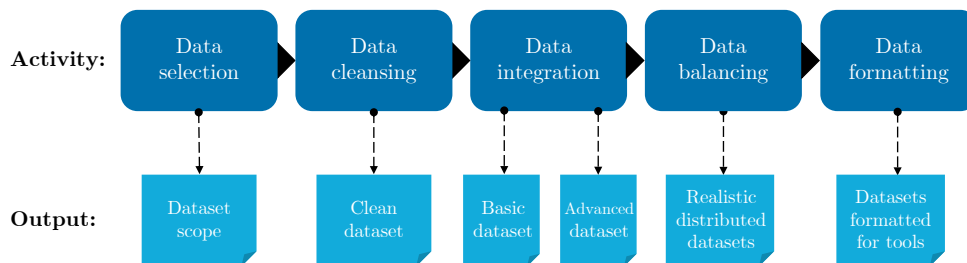 Activity:
Data
selection
Data
cleansing
Data
integration
Data
balancing
Data
formatting
Output:
Dataset
scope
Clean
dataset
Basic
dataset
Advanced
dataset
Realistic
distributed
datasets
Datasets
formatted
for tools